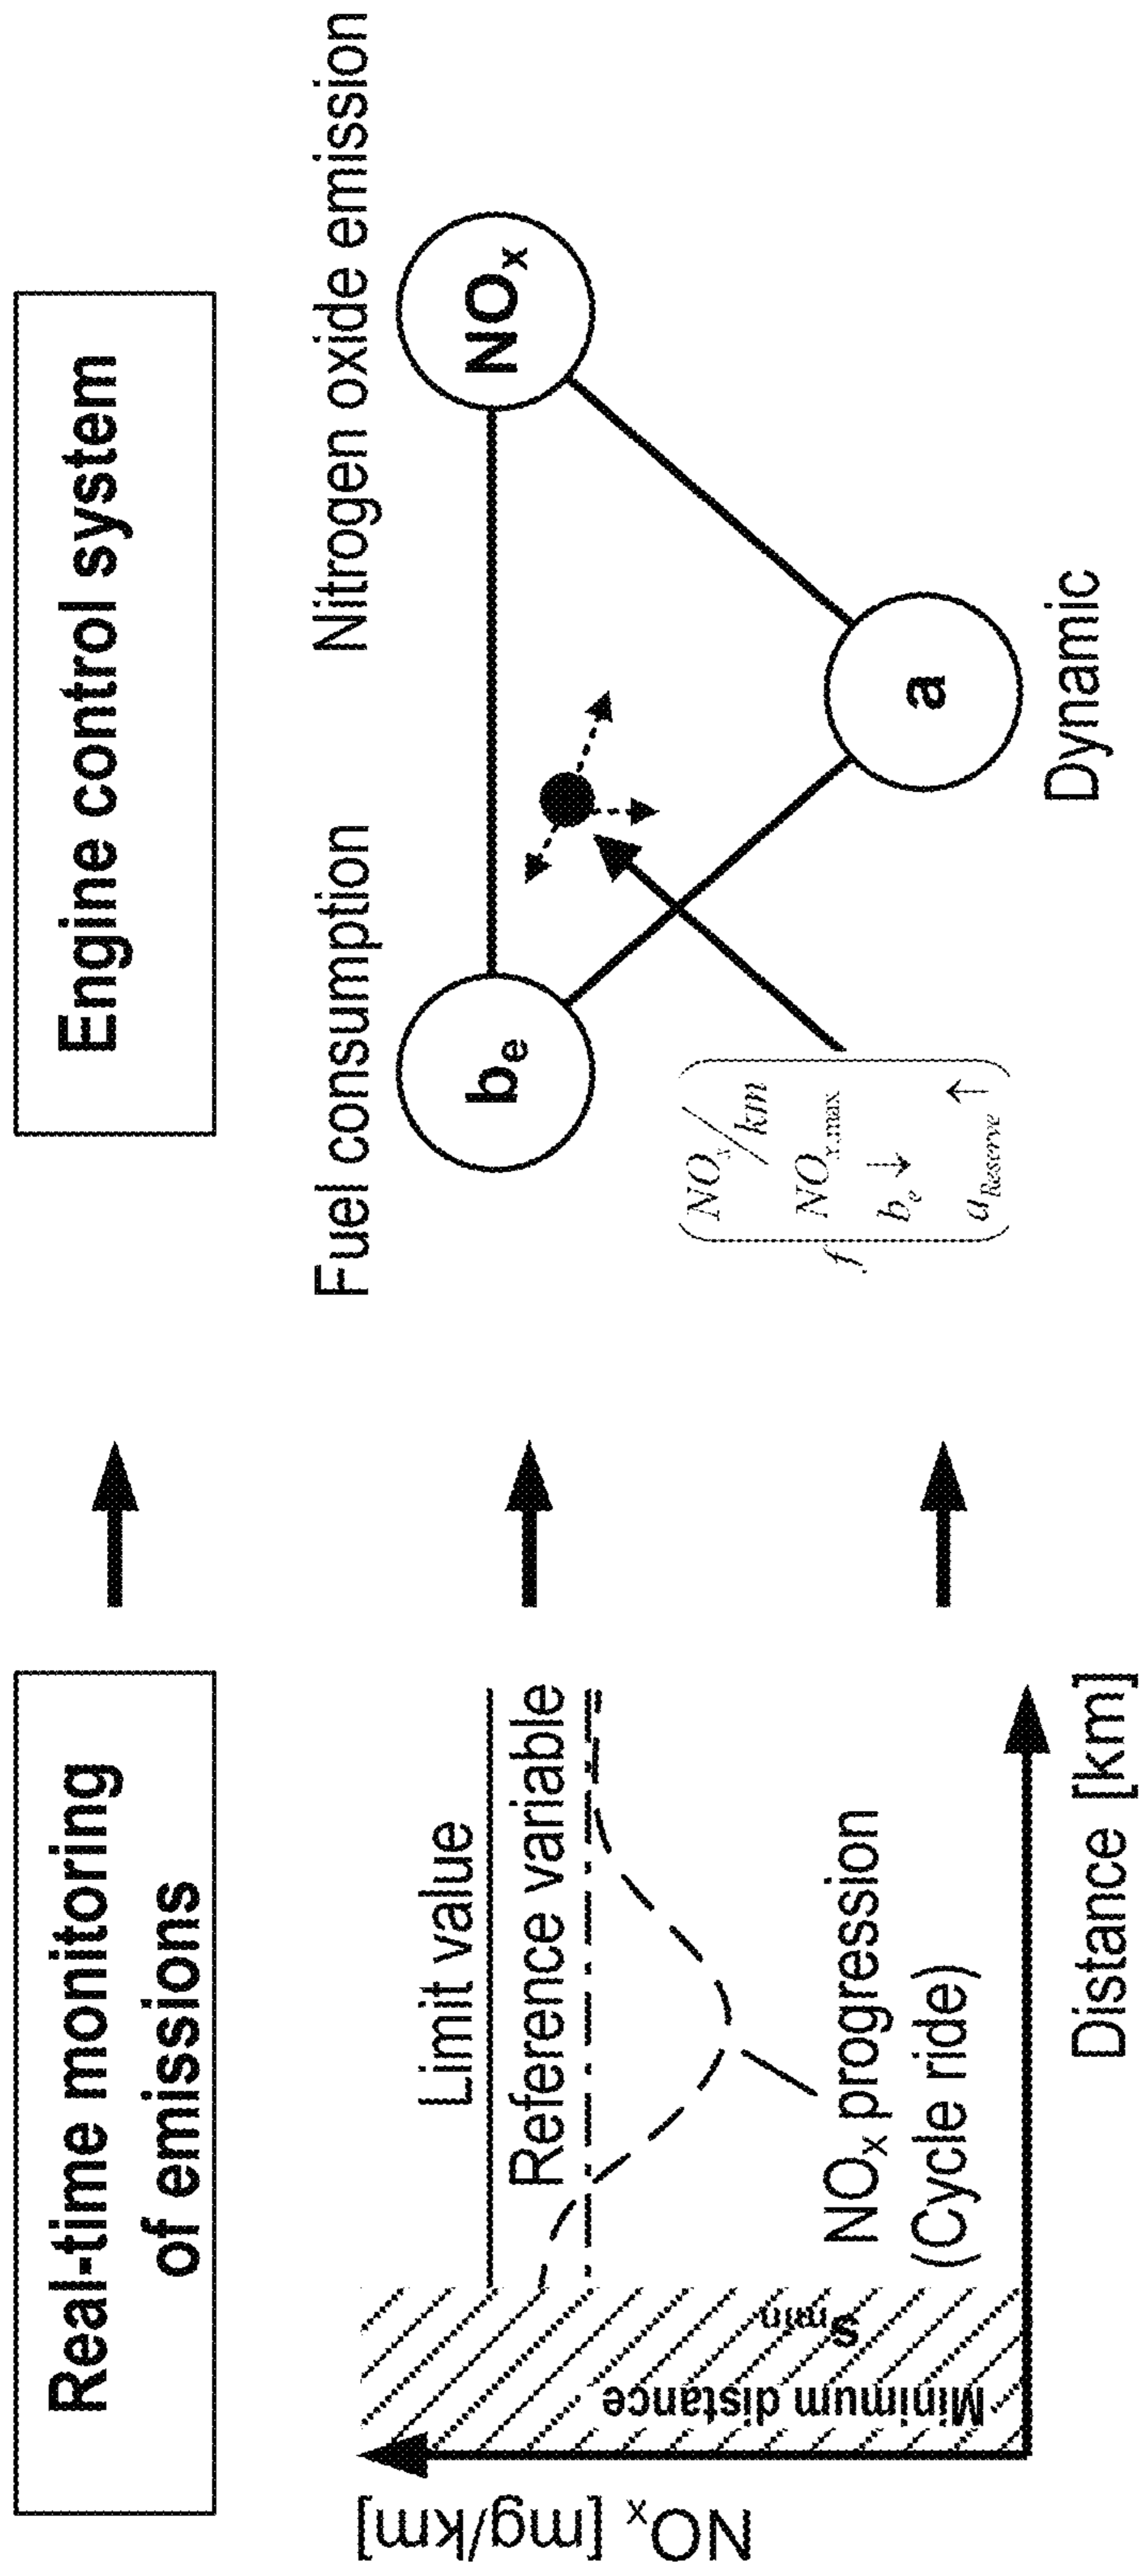 Real-time monitoring
of emissions
Engine control system
NOx [mg/km]
Limit value
Reference variable
NOx progression
(Cycle ride)
Minimum distance
smin
Distance [km]
Fuel consumption
Nitrogen oxide emission
be
NOx
a
Dynamic
f
NOx/km
NOx,max
be ↓
aReserve ↑